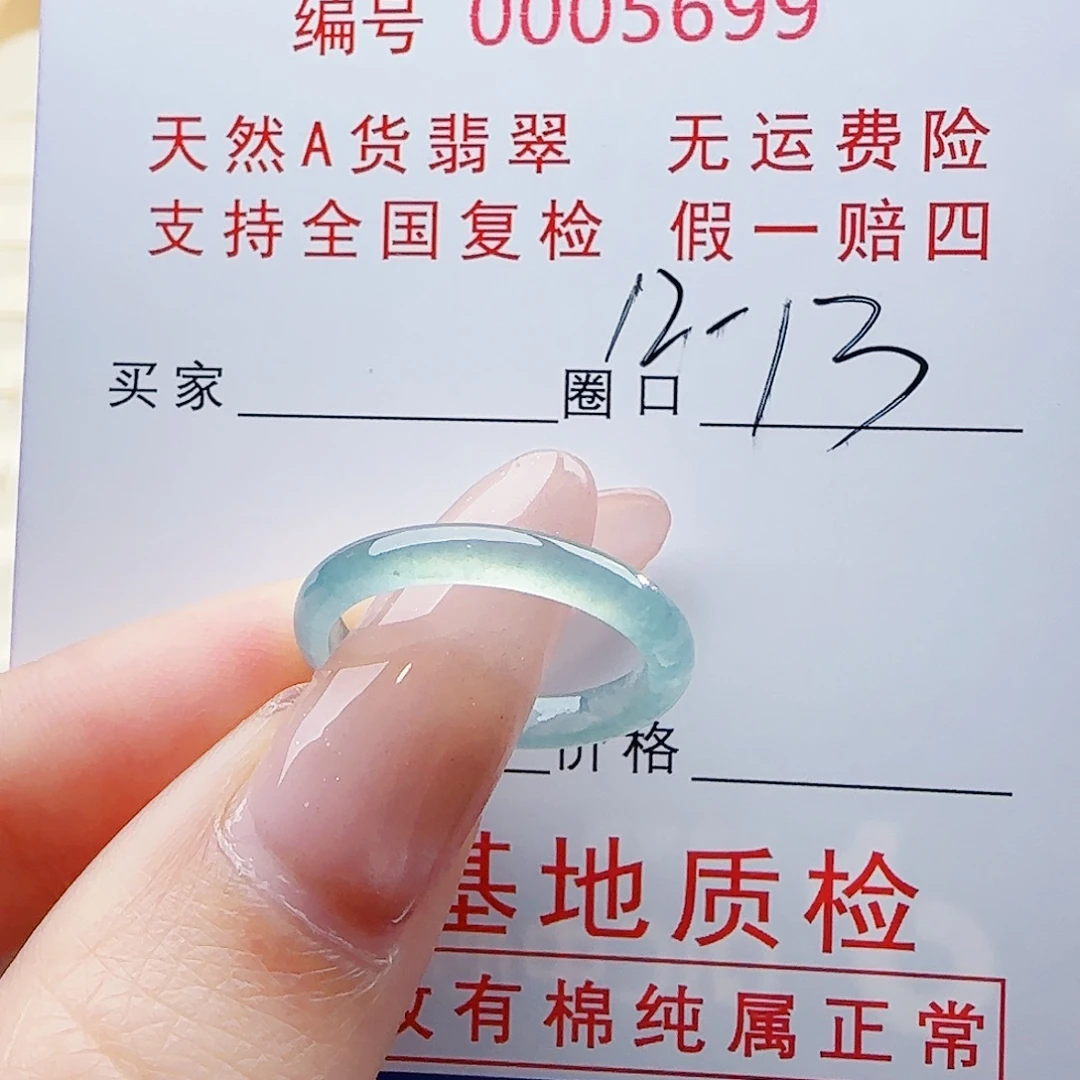 编号 0005699
天然A货翡翠 无运费险
支持全国复检 假一赔四
买家 圈口 12-13
价格
基地质检
有棉纯属正常